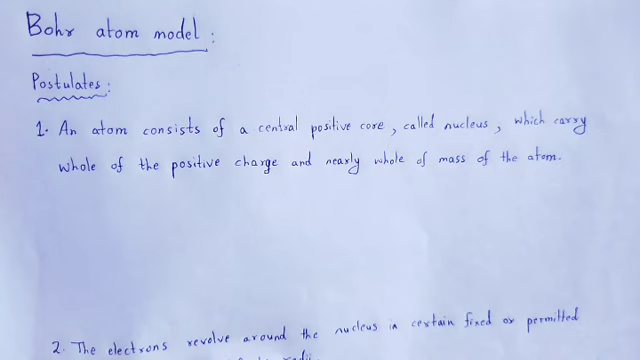 Bohr atom model :
Postulates :
1. An atom consists of a central positive core, called nucleus, which carry
whole of the positive charge and nearly whole of mass of the atom.
2. The electrons revolve around the nucleus in certain fixed or permitted